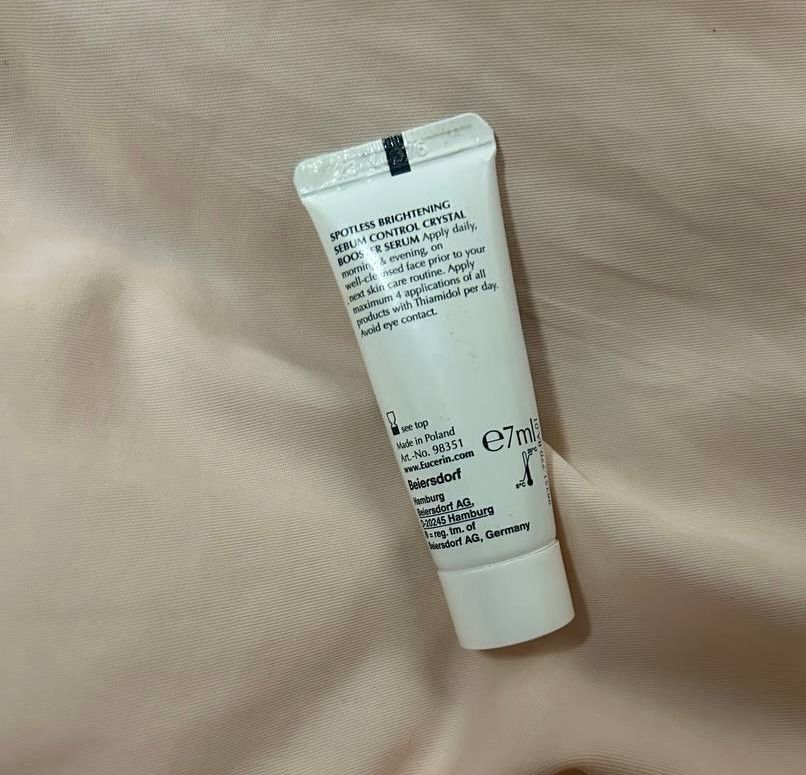 SPOTLESS BRIGHTENING
SEBUM CONTROL CRYSTAL
BOOSTER SERUM Apply daily,
morning & evening, on
well-cleansed face prior to your
next skin care routine. Apply
maximum 4 applications of all
products with Thiamidol per day.
Avoid eye contact.
see top
Made in Poland
Art.-No. 98351
www.Eucerin.com
℮7ml
Beiersdorf
Hamburg
Beiersdorf AG,
D-20245 Hamburg
® = reg. tm. of
Beiersdorf AG, Germany